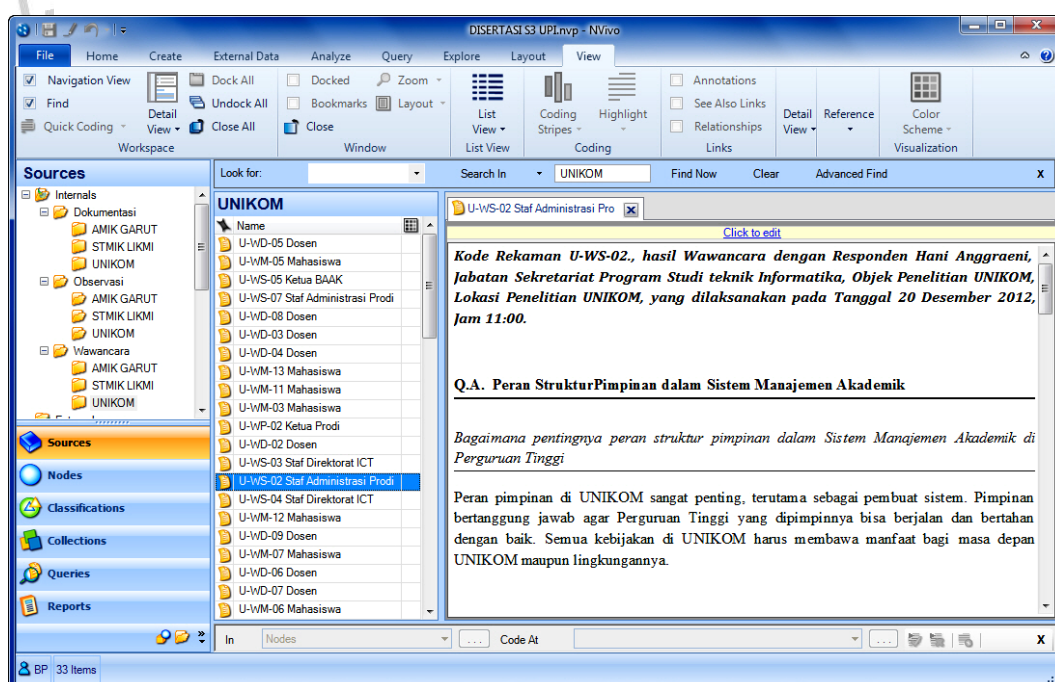 DISERTASI S3 UPI.nvp - NVivo
File Home Create External Data Analyze Query Explore Layout View
Navigation View Dock All Docked Zoom Annotations
Find Undock All Bookmarks Layout See Also Links
Quick Coding Detail View Close All Close List View Coding Stripes Highlight Relationships Detail View Reference Color Scheme
Workspace Window List View Coding Links Visualization
Sources
Look for: Search In UNIKOM Find Now Clear Advanced Find x
Internals
Dokumentasi
AMIK GARUT
STMIK LIKMI
UNIKOM
Observasi
AMIK GARUT
STMIK LIKMI
UNIKOM
Wawancara
AMIK GARUT
STMIK LIKMI
UNIKOM
Sources
Nodes
Classifications
Collections
Queries
Reports
UNIKOM
Name
U-WD-05 Dosen
U-WM-05 Mahasiswa
U-WS-05 Ketua BAAK
U-WS-07 Staf Administrasi Prodi
U-WD-08 Dosen
U-WD-03 Dosen
U-WD-04 Dosen
U-WM-13 Mahasiswa
U-WM-11 Mahasiswa
U-WM-03 Mahasiswa
U-WP-02 Ketua Prodi
U-WD-02 Dosen
U-WS-03 Staf Direktorat ICT
U-WS-02 Staf Administrasi Prodi
U-WS-04 Staf Direktorat ICT
U-WM-12 Mahasiswa
U-WD-09 Dosen
U-WM-07 Mahasiswa
U-WD-06 Dosen
U-WD-07 Dosen
U-WM-06 Mahasiswa
U-WS-02 Staf Administrasi Pro
Click to edit
Kode Rekaman U-WS-02., hasil Wawancara dengan Responden Hani Anggraeni,
Jabatan Sekretariat Program Studi teknik Informatika, Objek Penelitian UNIKOM,
Lokasi Penelitian UNIKOM, yang dilaksanakan pada Tanggal 20 Desember 2012,
Jam 11:00.
Q.A. Peran StrukturPimpinan dalam Sistem Manajemen Akademik
Bagaimana pentingnya peran struktur pimpinan dalam Sistem Manajemen Akademik di
Perguruan Tinggi
Peran pimpinan di UNIKOM sangat penting, terutama sebagai pembuat sistem. Pimpinan
bertanggung jawab agar Perguruan Tinggi yang dipimpinnya bisa berjalan dan bertahan
dengan baik. Semua kebijakan di UNIKOM harus membawa manfaat bagi masa depan
UNIKOM maupun lingkungannya.
In Nodes ... Code At ... x
BP 33 Items